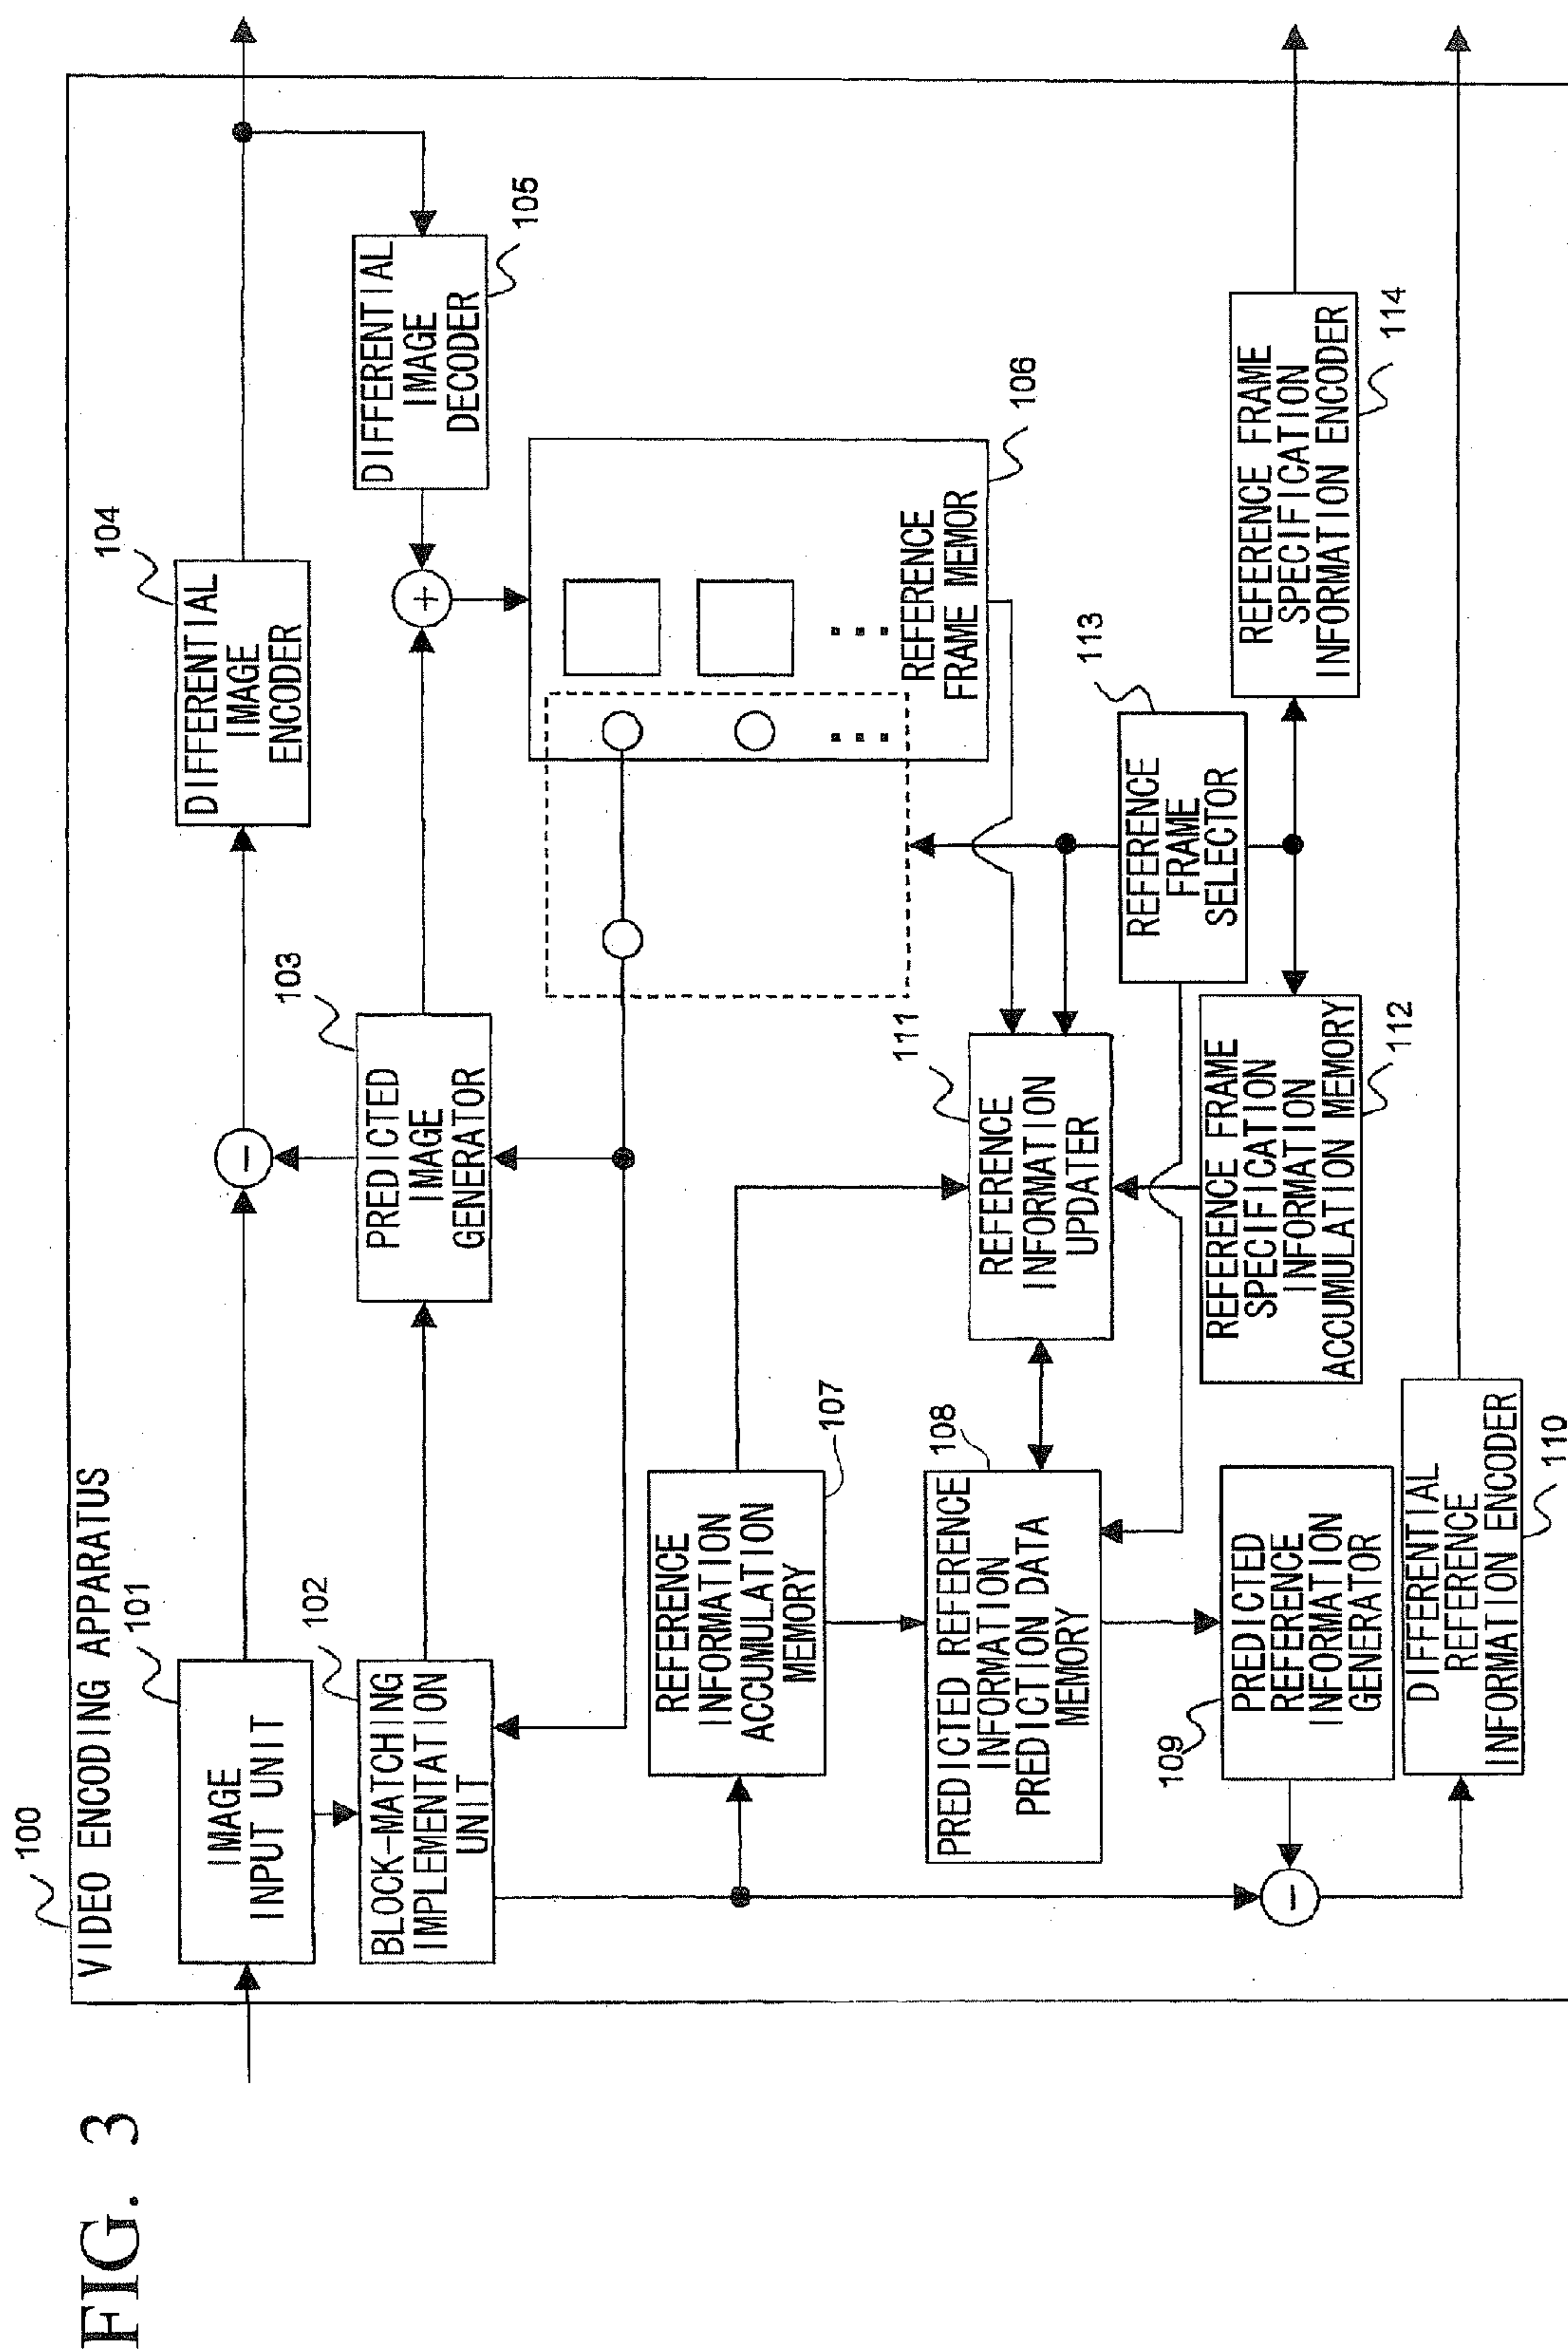 FIG. 3
100
VIDEO ENCODING APPARATUS
101
IMAGE
INPUT UNIT
102
BLOCK-MATCHING
IMPLEMENTATION
UNIT
103
PREDICTED
IMAGE
GENERATOR
104
DIFFERENTIAL
IMAGE
ENCODER
105
DIFFERENTIAL
IMAGE
DECODER
+
−
106
REFERENCE
FRAME MEMOR
107
REFERENCE
INFORMATION
ACCUMULATION
MEMORY
108
PREDICTED REFERENCE
INFORMATION
PREDICTION DATA
MEMORY
109
PREDICTED
REFERENCE
INFORMATION
GENERATOR
−
110
DIFFERENTIAL
REFERENCE
INFORMATION ENCODER
111
REFERENCE
INFORMATION
UPDATER
112
REFERENCE FRAME
SPECIFICATION
INFORMATION
ACCUMULATION MEMORY
113
REFERENCE
FRAME
SELECTOR
114
REFERENCE FRAME
SPECIFICATION
INFORMATION ENCODER